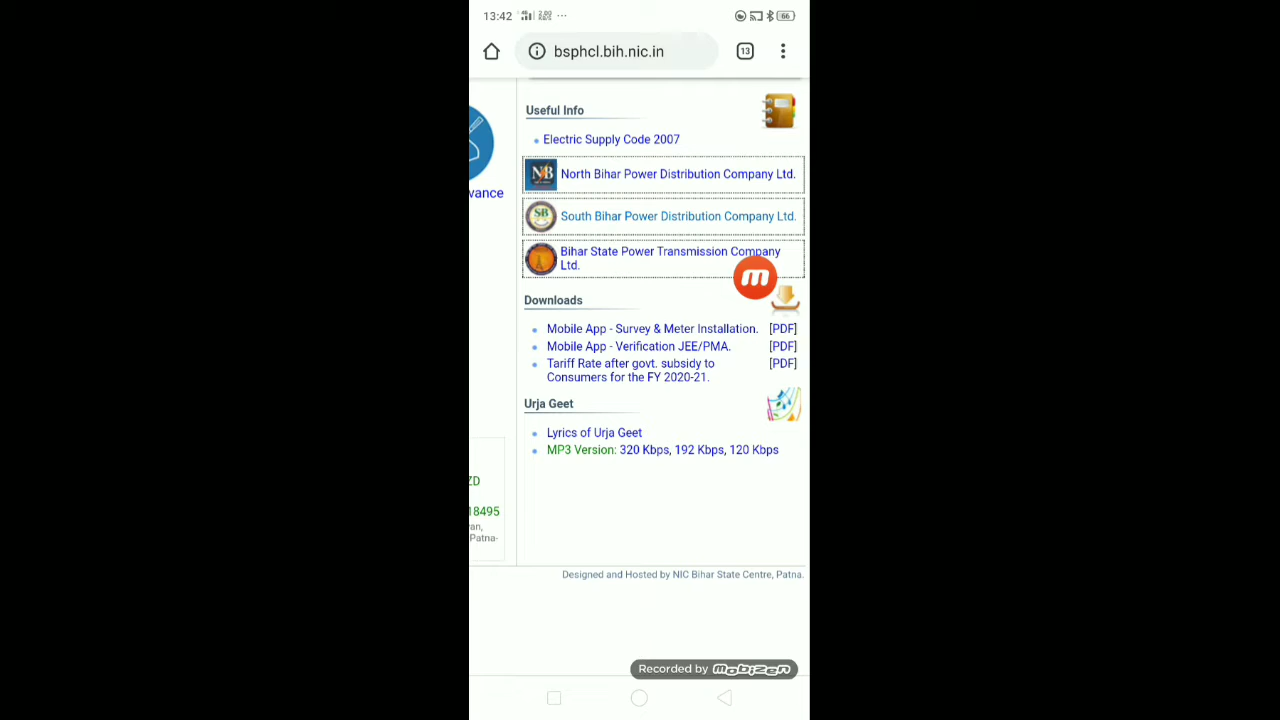 13:42
66
bsphcl.bih.nic.in
13
Useful Info
Electric Supply Code 2007
North Bihar Power Distribution Company Ltd.
South Bihar Power Distribution Company Ltd.
Bihar State Power Transmission Company
Ltd.
vance
Downloads
Mobile App - Survey & Meter Installation. [PDF]
Mobile App - Verification JEE/PMA. [PDF]
Tariff Rate after govt. subsidy to [PDF]
Consumers for the FY 2020-21.
Urja Geet
Lyrics of Urja Geet
MP3 Version: 320 Kbps, 192 Kbps, 120 Kbps
ZD
18495
an,
Patna-
Designed and Hosted by NIC Bihar State Centre, Patna.
Recorded by mobizen